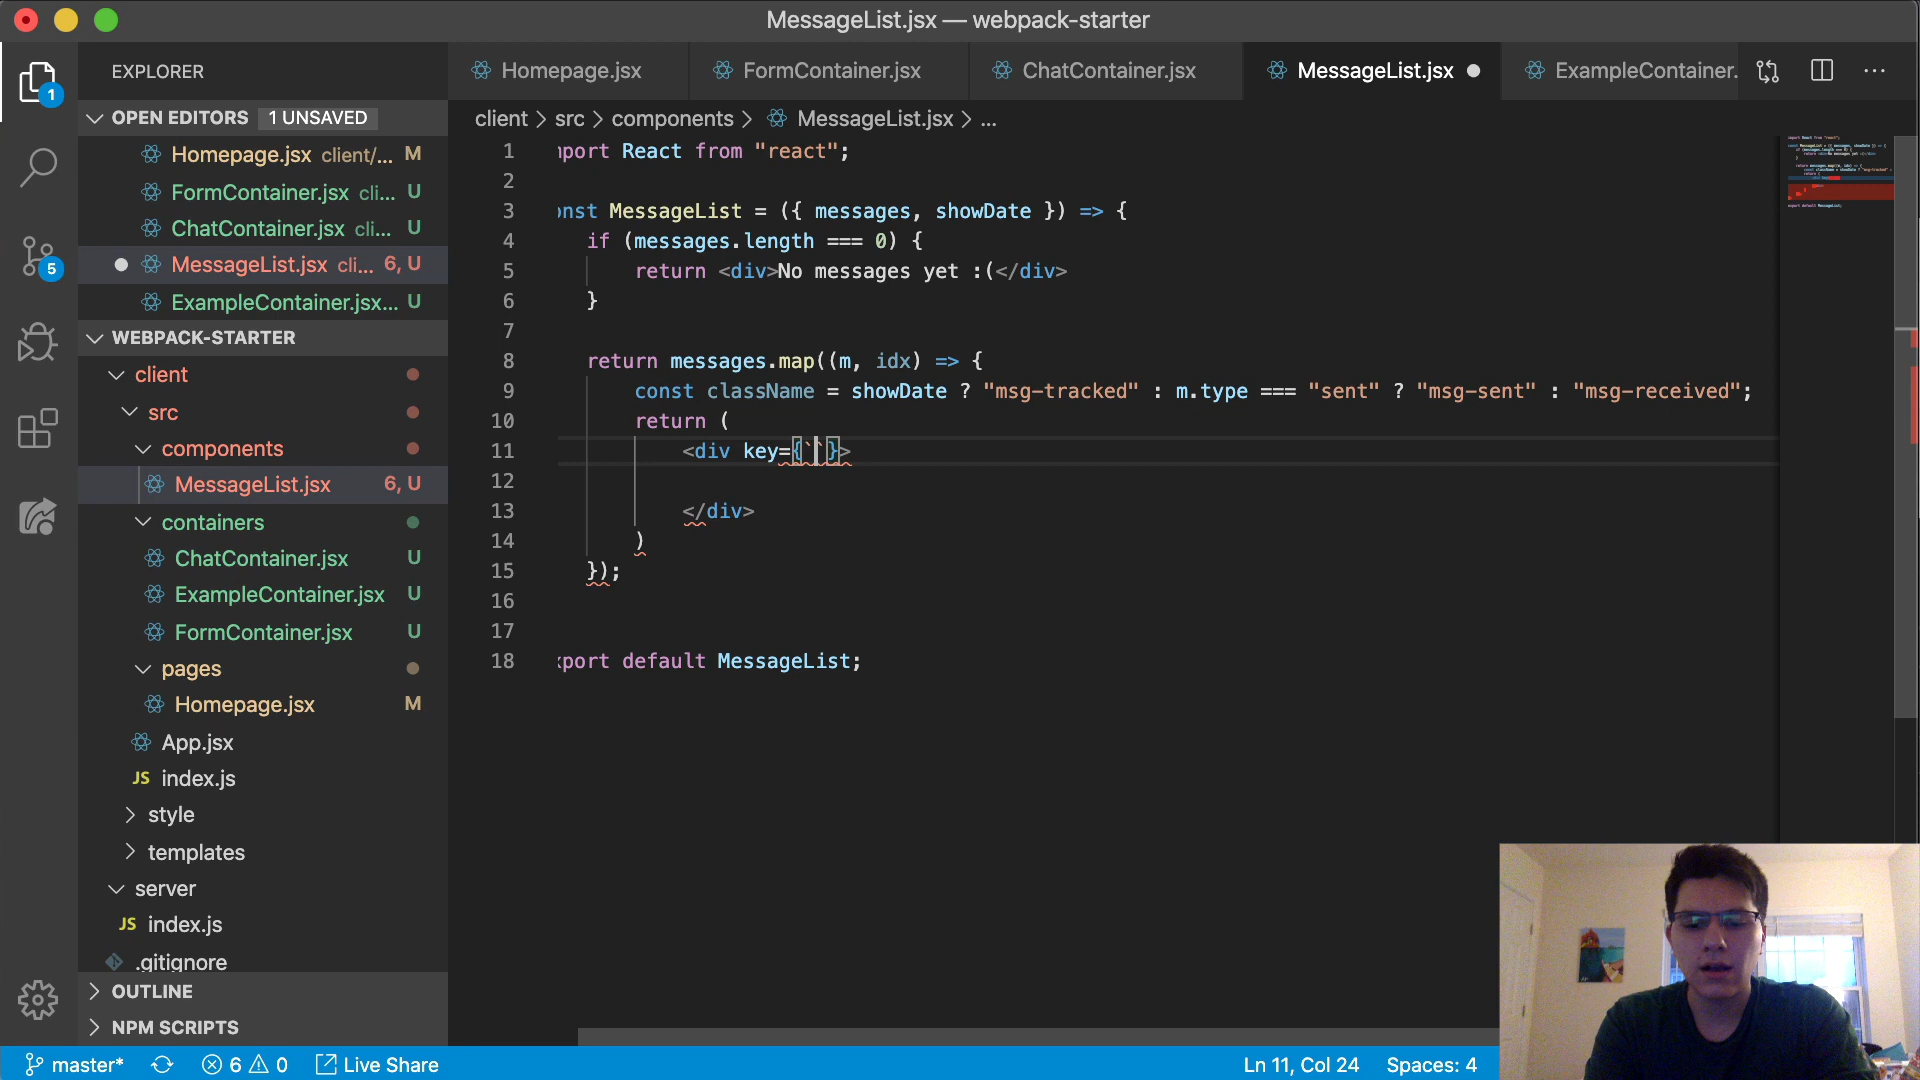 MessageList.jsx — webpack-starter
EXPLORER
Homepage.jsx
FormContainer.jsx
ChatContainer.jsx
MessageList.jsx
ExampleContainer.
1
OPEN EDITORS 1 UNSAVED
Homepage.jsx client/... M
FormContainer.jsx cli... U
ChatContainer.jsx cli... U
MessageList.jsx cli... 6, U
ExampleContainer.jsx... U
5
WEBPACK-STARTER
client
src
components
MessageList.jsx 6, U
containers
ChatContainer.jsx U
ExampleContainer.jsx U
FormContainer.jsx U
pages
Homepage.jsx M
App.jsx
JS index.js
style
templates
server
JS index.js
.gitignore
OUTLINE
NPM SCRIPTS
client > src > components > MessageList.jsx > ...
1 port React from "react";
2
3 nst MessageList = ({ messages, showDate }) => {
4 if (messages.length === 0) {
5 return <div>No messages yet :(</div>
6 }
7
8 return messages.map((m, idx) => {
9 const className = showDate ? "msg-tracked" : m.type === "sent" ? "msg-sent" : "msg-received";
10 return (
11 <div key={``}>
12
13 </div>
14 )
15 });
16
17
18 port default MessageList;
master* 6 0 Live Share
Ln 11, Col 24 Spaces: 4